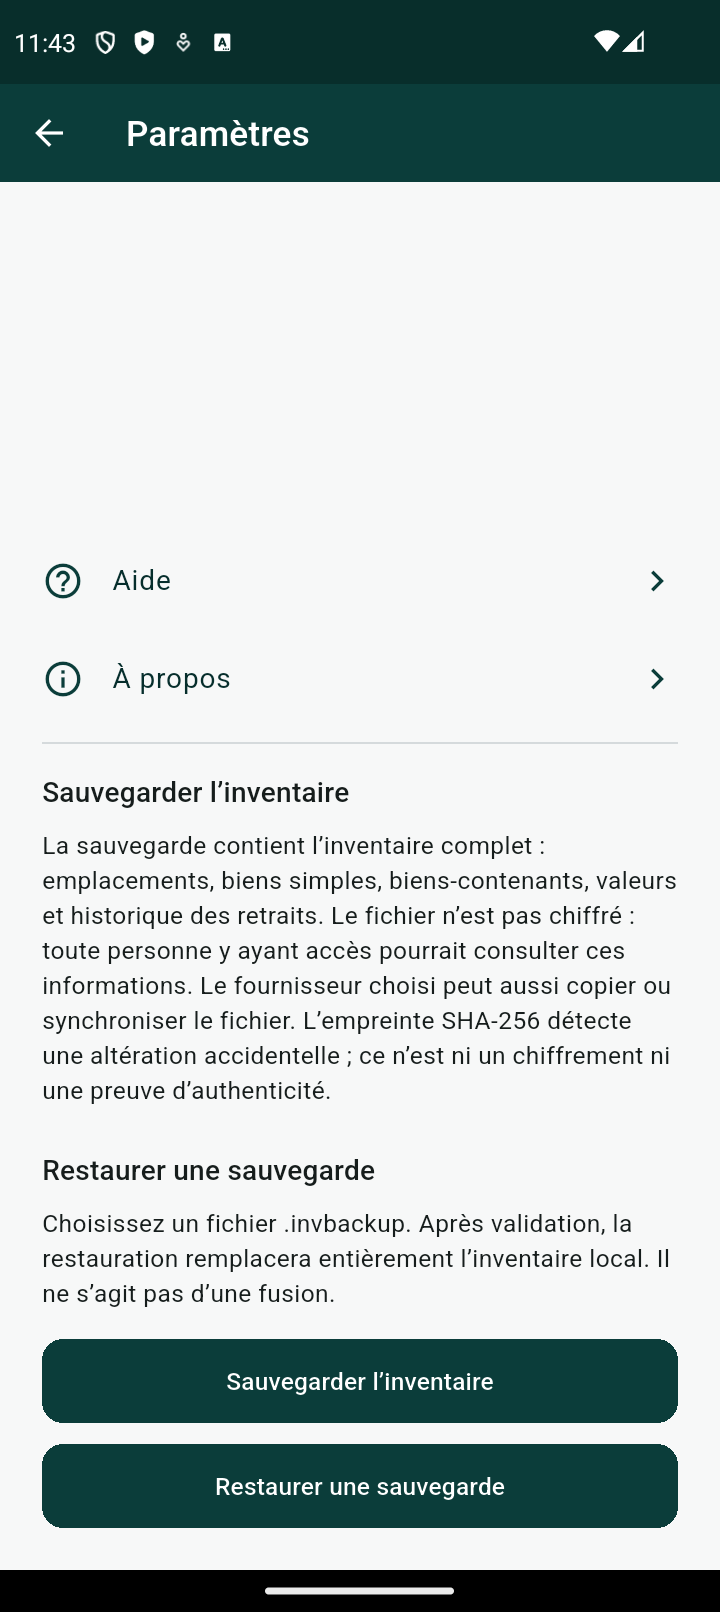 11:43
Paramètres
Aide
À propos
Sauvegarder l’inventaire
La sauvegarde contient l’inventaire complet :
emplacements, biens simples, biens-contenants, valeurs
et historique des retraits. Le fichier n’est pas chiffré :
toute personne y ayant accès pourrait consulter ces
informations. Le fournisseur choisi peut aussi copier ou
synchroniser le fichier. L’empreinte SHA-256 détecte
une altération accidentelle ; ce n’est ni un chiffrement ni
une preuve d’authenticité.
Restaurer une sauvegarde
Choisissez un fichier .invbackup. Après validation, la
restauration remplacera entièrement l’inventaire local. Il
ne s’agit pas d’une fusion.
Sauvegarder l’inventaire
Restaurer une sauvegarde